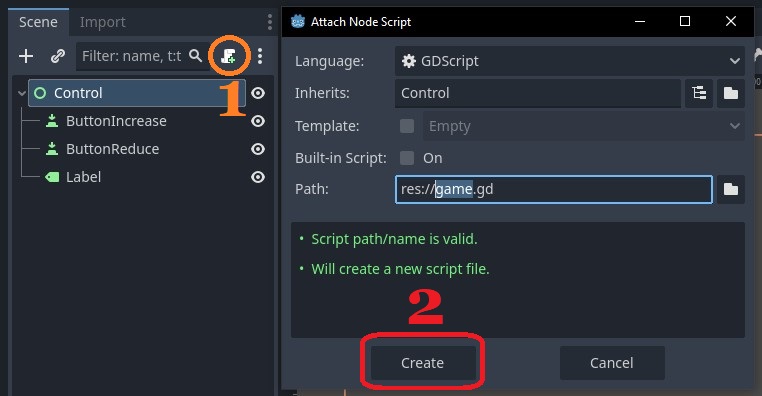 Scene
Import
Filter: name, t:t
1
Control
ButtonIncrease
ButtonReduce
Label
Attach Node Script
Language:
GDScript
Inherits:
Control
Template:
Empty
Built-in Script:
On
Path:
res://game.gd
• Script path/name is valid.
• Will create a new script file.
2
Create
Cancel